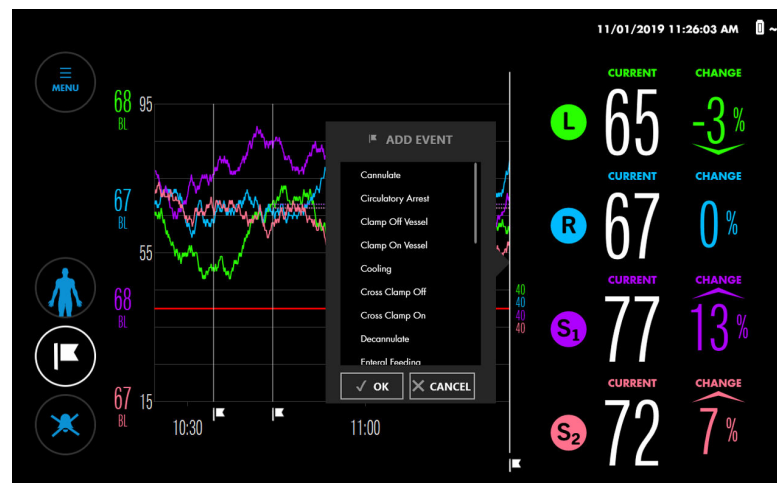 11/01/2019 11:26:03 AM
MENU
68
BL
67
BL
68
BL
67
BL
95
55
15
10:30
11:00
40
40
40
40
ADD EVENT
Cannulate
Circulatory Arrest
Clamp Off Vessel
Clamp On Vessel
Cooling
Cross Clamp Off
Cross Clamp On
Decannulate
Enteral Feeding
OK
CANCEL
CURRENT CHANGE
L 65 -3 %
CURRENT CHANGE
R 67 0 %
CURRENT CHANGE
S1 77 13 %
CURRENT CHANGE
S2 72 7 %